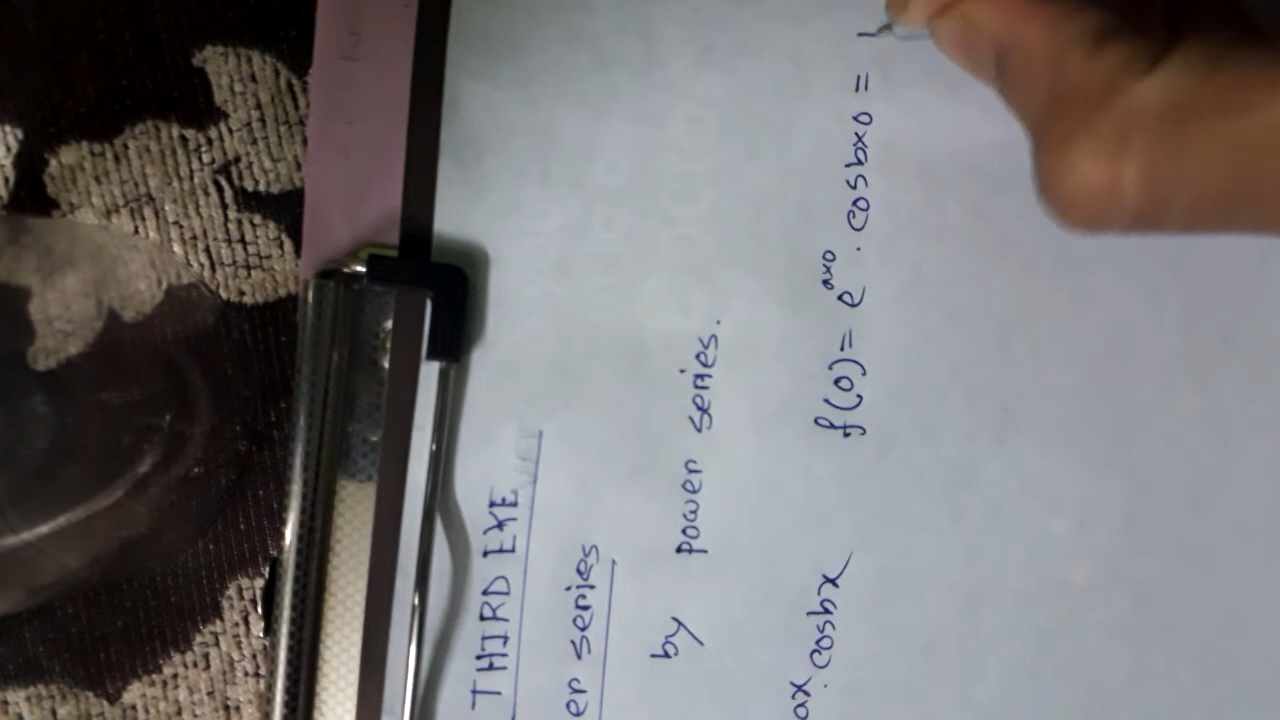 THIRD EYE
er series
by power series.
ax. cosbx f(0) = e^{ax0} . cosbx0 =